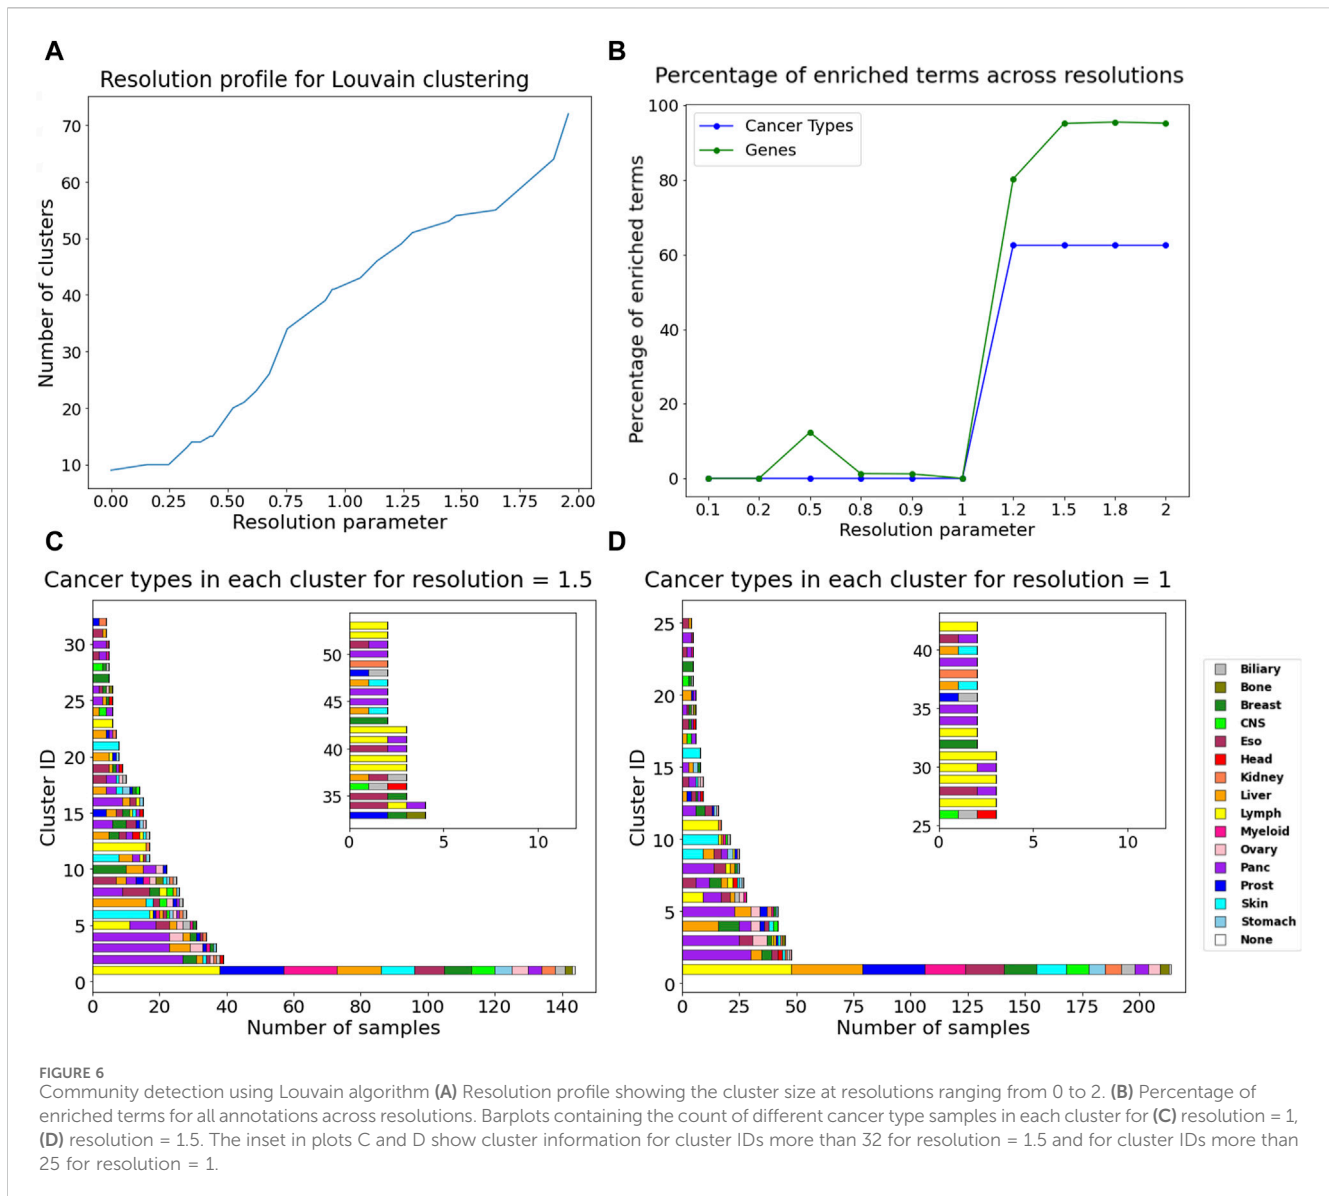 A
Resolution profile for Louvain clustering
Number of clusters
70
60
50
40
30
20
10
0.00 0.25 0.50 0.75 1.00 1.25 1.50 1.75 2.00
Resolution parameter
B
Percentage of enriched terms across resolutions
Percentage of enriched terms
100
80
60
40
20
0
Cancer Types
Genes
0.1 0.2 0.5 0.8 0.9 1 1.2 1.5 1.8 2
Resolution parameter
C
Cancer types in each cluster for resolution = 1.5
Cluster ID
30
25
20
15
10
5
0
50
45
40
35
0 5 10
0 20 40 60 80 100 120 140
Number of samples
D
Cancer types in each cluster for resolution = 1
Cluster ID
25
20
15
10
5
0
40
35
30
25
0 5 10
0 25 50 75 100 125 150 175 200
Number of samples
Biliary
Bone
Breast
CNS
Eso
Head
Kidney
Liver
Lymph
Myeloid
Ovary
Panc
Prost
Skin
Stomach
None
FIGURE 6
Community detection using Louvain algorithm (A) Resolution profile showing the cluster size at resolutions ranging from 0 to 2. (B) Percentage of
enriched terms for all annotations across resolutions. Barplots containing the count of different cancer type samples in each cluster for (C) resolution = 1,
(D) resolution = 1.5. The inset in plots C and D show cluster information for cluster IDs more than 32 for resolution = 1.5 and for cluster IDs more than
25 for resolution = 1.